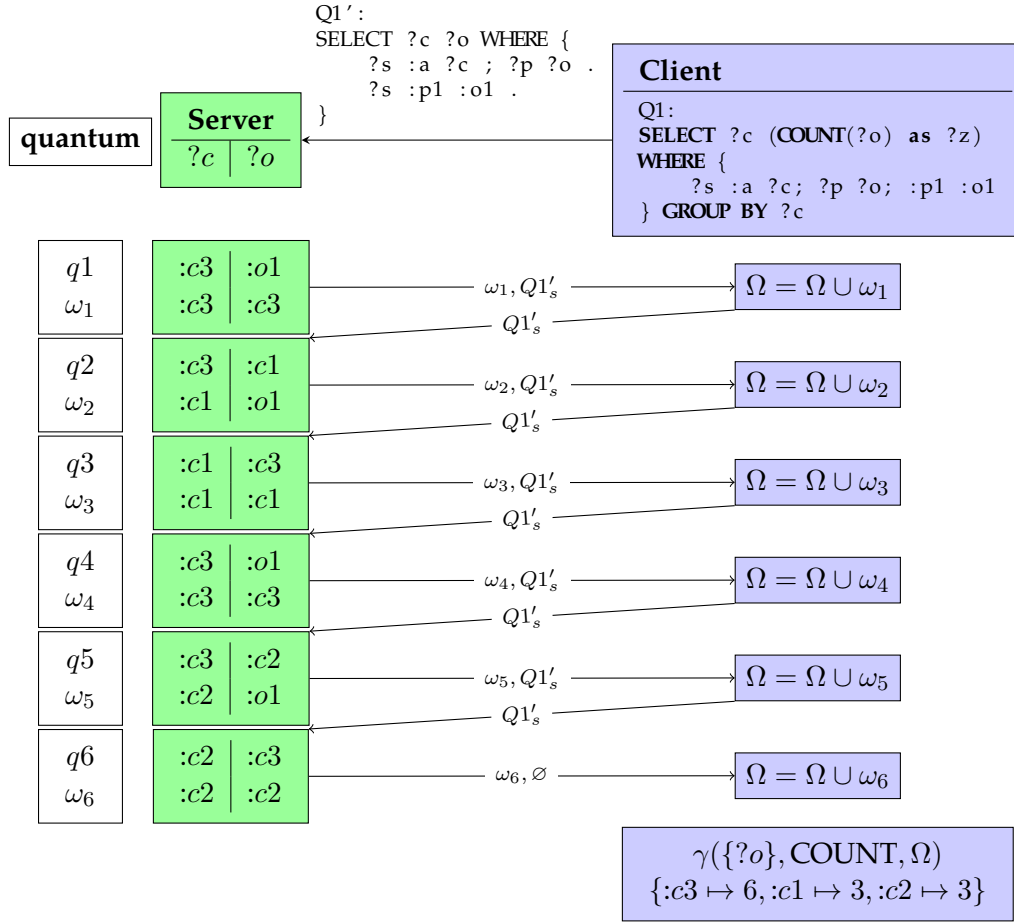 Q1':
SELECT ?c ?o WHERE {
?s :a ?c ; ?p ?o .
?s :p1 :o1 .
}
Client
Q1:
SELECT ?c (COUNT(?o) as ?z)
WHERE {
?s :a ?c; ?p ?o; :p1 :o1
} GROUP BY ?c
quantum
Server
?c ?o
q1 :c3 :o1
ω₁ :c3 :c3
ω₁, Q1′ₛ
Ω = Ω ∪ ω₁
Q1′ₛ
q2 :c3 :c1
ω₂ :c1 :o1
ω₂, Q1′ₛ
Ω = Ω ∪ ω₂
Q1′ₛ
q3 :c1 :c3
ω₃ :c1 :c1
ω₃, Q1′ₛ
Ω = Ω ∪ ω₃
Q1′ₛ
q4 :c3 :o1
ω₄ :c3 :c3
ω₄, Q1′ₛ
Ω = Ω ∪ ω₄
Q1′ₛ
q5 :c3 :c2
ω₅ :c2 :o1
ω₅, Q1′ₛ
Ω = Ω ∪ ω₅
Q1′ₛ
q6 :c2 :c3
ω₆ :c2 :c2
ω₆, ∅
Ω = Ω ∪ ω₆
γ({?o}, COUNT, Ω)
{:c3 ↦ 6, :c1 ↦ 3, :c2 ↦ 3}